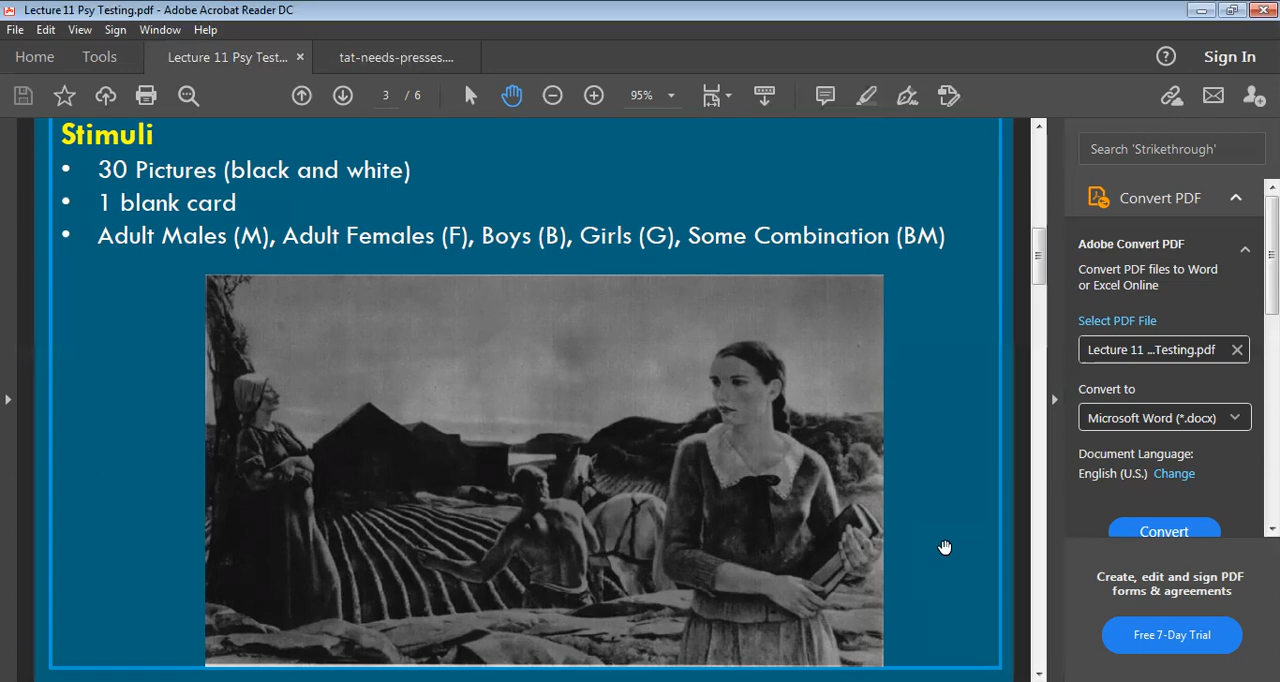 Lecture 11 Psy Testing.pdf - Adobe Acrobat Reader DC
File Edit View Sign Window Help
Home Tools Lecture 11 Psy Test... × tat-needs-presses.... ? Sign In
3 / 6 95%
Stimuli
• 30 Pictures (black and white)
• 1 blank card
• Adult Males (M), Adult Females (F), Boys (B), Girls (G), Some Combination (BM)
Search 'Strikethrough'
Convert PDF
Adobe Convert PDF
Convert PDF files to Word
or Excel Online
Select PDF File
Lecture 11 ...Testing.pdf
Convert to
Microsoft Word (*.docx)
Document Language:
English (U.S.) Change
Convert
Create, edit and sign PDF
forms & agreements
Free 7-Day Trial